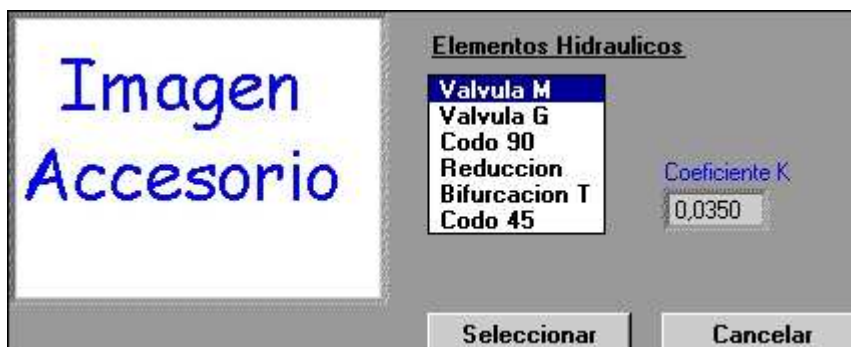 Imagen
Accesorio
Elementos Hidraulicos
Valvula M
Valvula G
Codo 90
Reduccion
Bifurcacion T
Codo 45
Coeficiente K
0,0350
Seleccionar
Cancelar